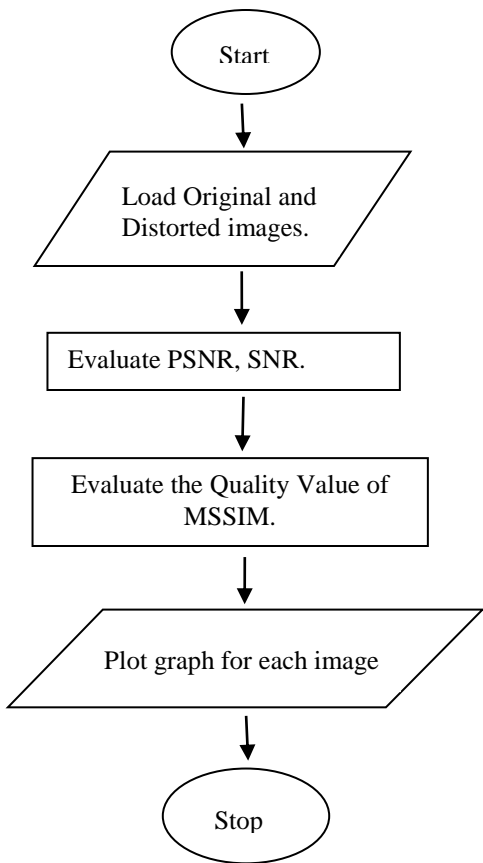 Start
Load Original and
Distorted images.
Evaluate PSNR, SNR.
Evaluate the Quality Value of
MSSIM.
Plot graph for each image
Stop